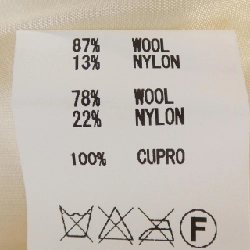 87% WOOL
13% NYLON
78% WOOL
22% NYLON
100% CUPRO
F